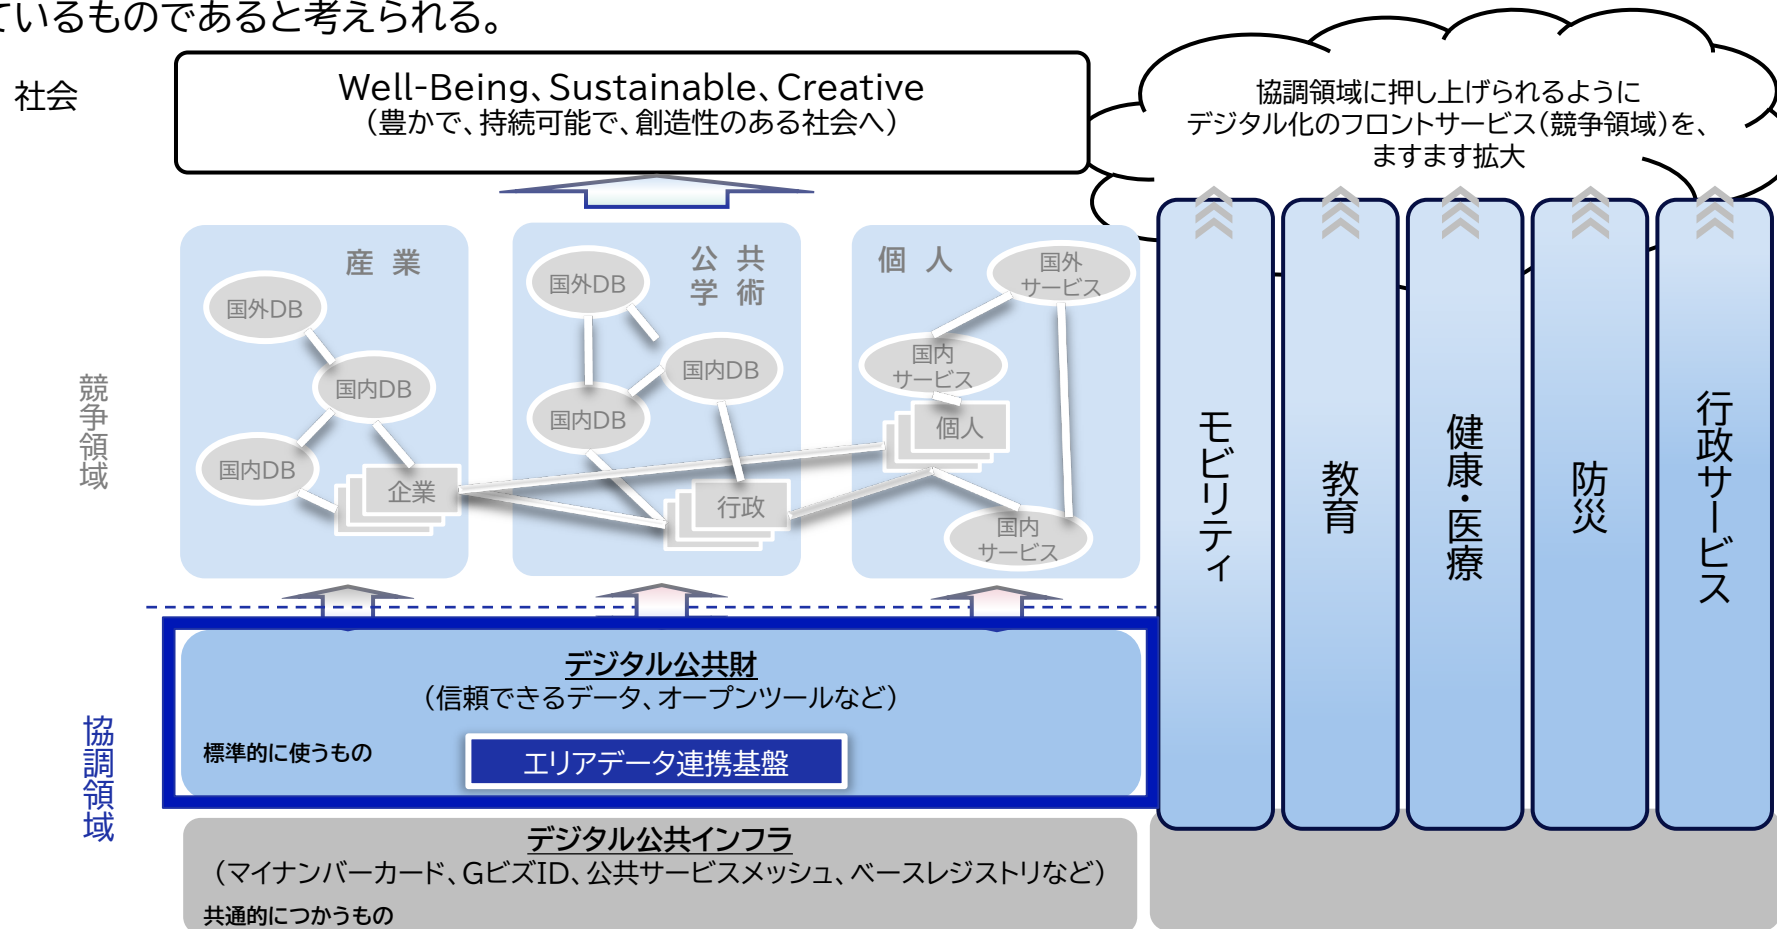 ているものであると考えられる。
社会
Well-Being、Sustainable、Creative
（豊かで、持続可能で、創造性のある社会へ）
協調領域に押し上げられるように
デジタル化のフロントサービス（競争領域）を、
ますます拡大
競争領域
産 業
国外DB
国内DB
国内DB
企業
公 共
学 術
国外DB
国内DB
国内DB
行政
個 人
国外
サービス
国内
サービス
個人
国内
サービス
モビリティ
教育
健康・医療
防災
行政サービス
協調領域
デジタル公共財
（信頼できるデータ、オープンツールなど）
標準的に使うもの
エリアデータ連携基盤
デジタル公共インフラ
（マイナンバーカード、GビズID、公共サービスメッシュ、ベースレジストリなど）
共通的につかうもの